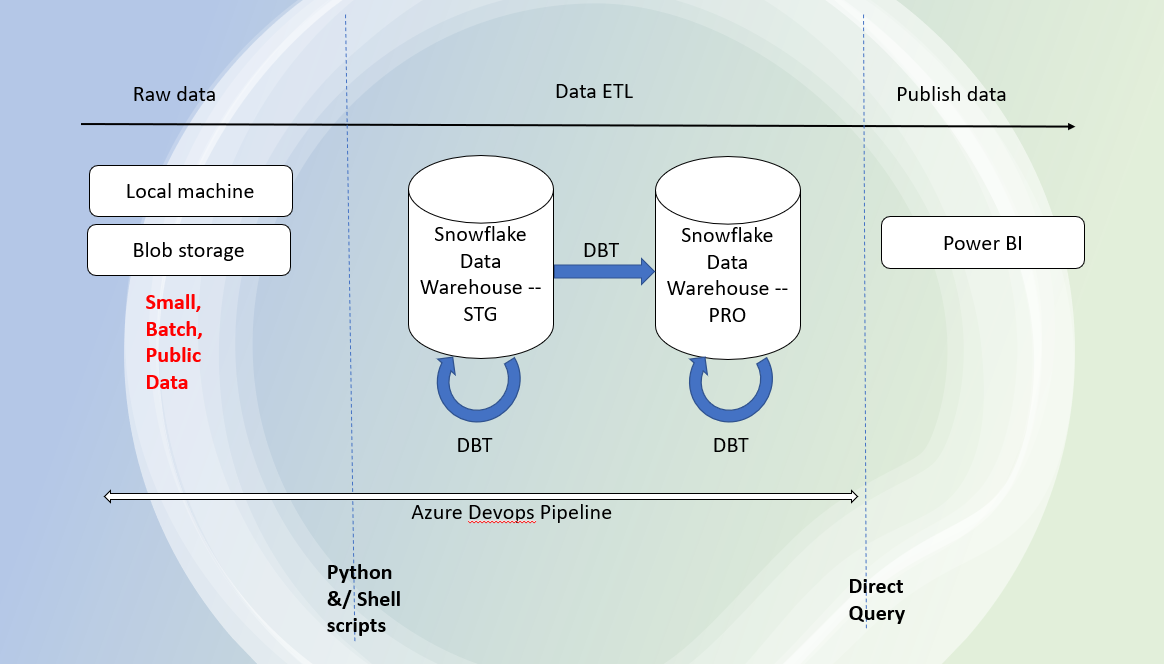 Raw data
Data ETL
Publish data
Local machine
Blob storage
Small,
Batch,
Public
Data
Snowflake
Data
Warehouse --
STG
DBT
Snowflake
Data
Warehouse --
PRO
Power BI
DBT
DBT
Azure Devops Pipeline
Python
&/ Shell
scripts
Direct
Query